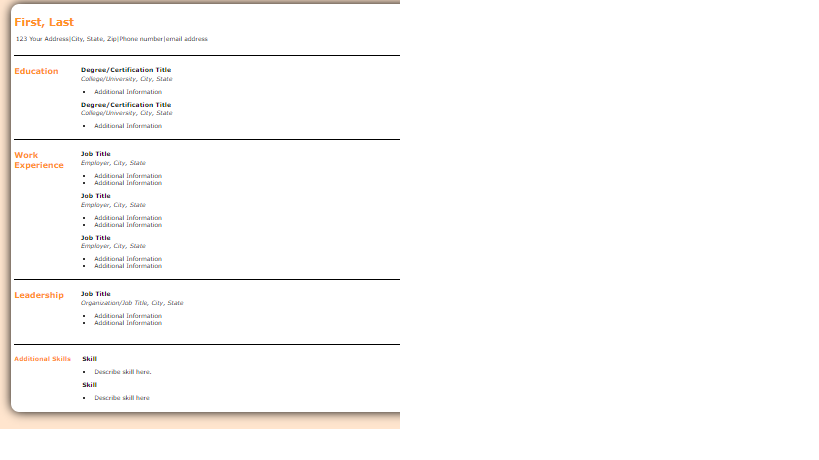 First, Last
123 Your Address|City, State, Zip|Phone number|email address
Education
Degree/Certification Title
College/University, City, State
Additional Information
Degree/Certification Title
College/University, City, State
Additional Information
Work
Experience
Job Title
Employer, City, State
Additional Information
Additional Information
Job Title
Employer, City, State
Additional Information
Additional Information
Job Title
Employer, City, State
Additional Information
Additional Information
Leadership
Job Title
Organization/Job Title, City, State
Additional Information
Additional Information
Additional Skills
Skill
Describe skill here.
Skill
Describe skill here